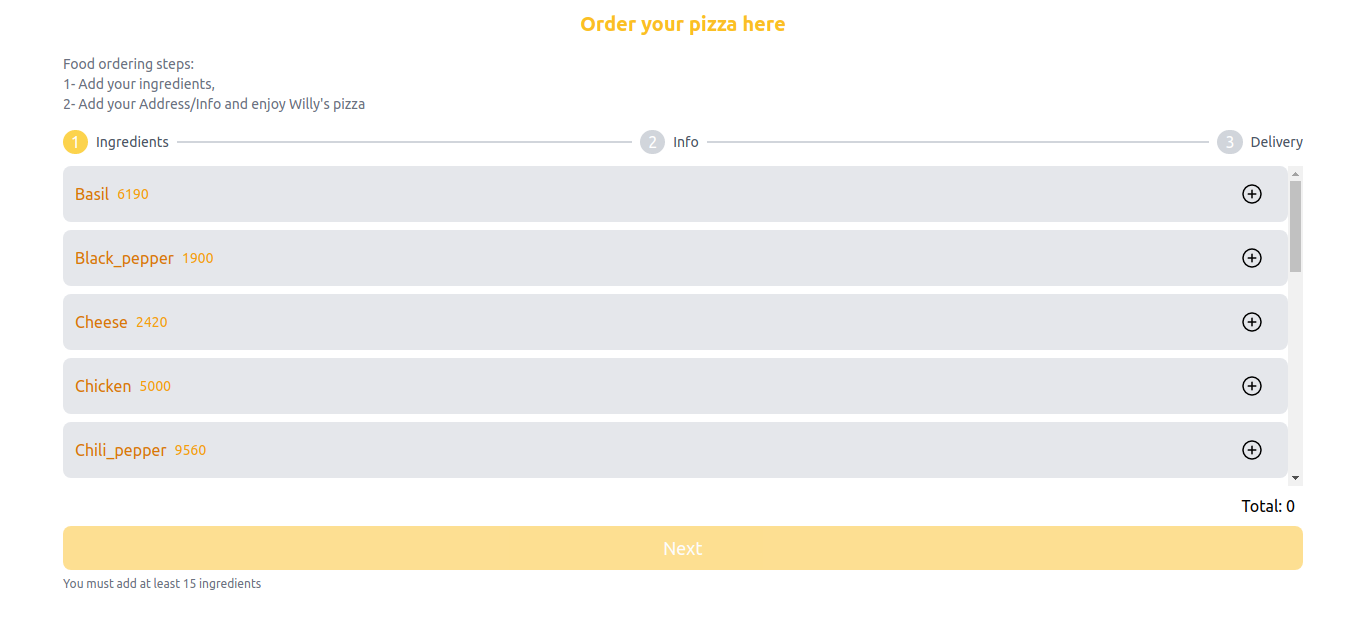 Order your pizza here
Food ordering steps:
1- Add your ingredients,
2- Add your Address/Info and enjoy Willy's pizza
1 Ingredients 2 Info 3 Delivery
Basil 6190
Black_pepper 1900
Cheese 2420
Chicken 5000
Chili_pepper 9560
Total: 0
Next
You must add at least 15 ingredients